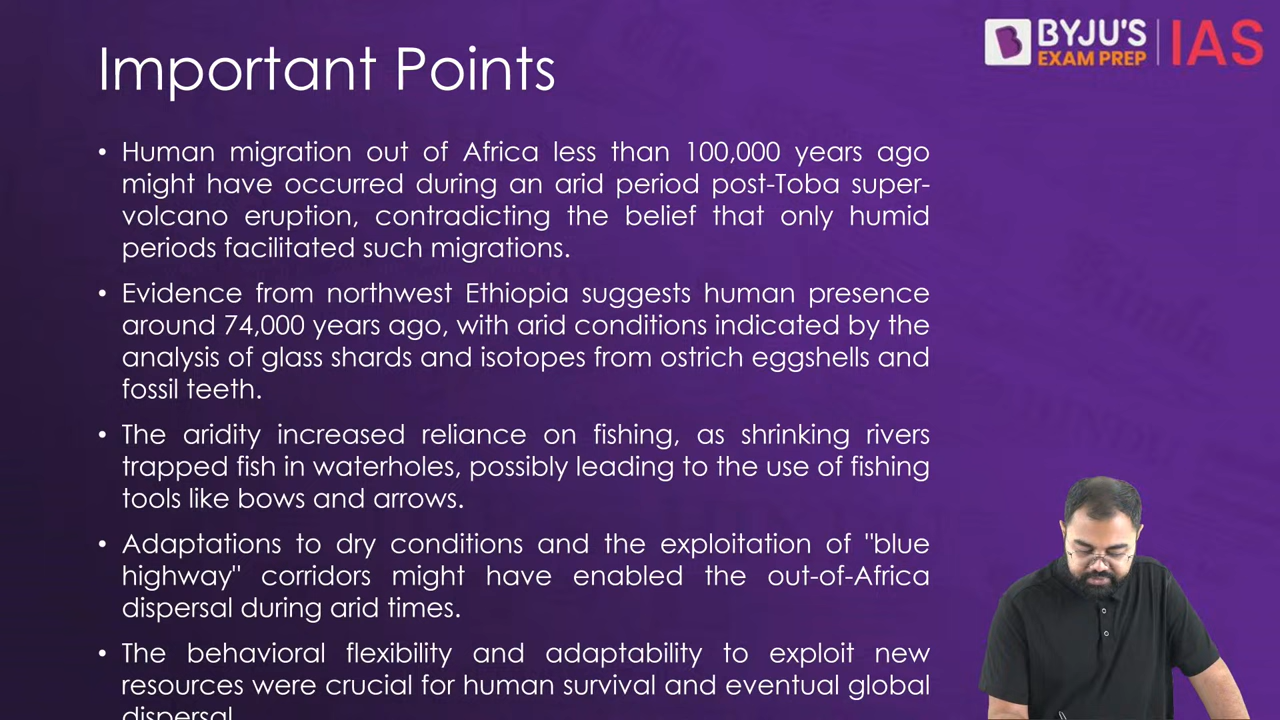 Important Points
BYJU'S
EXAM PREP
IAS
• Human migration out of Africa less than 100,000 years ago
might have occurred during an arid period post-Toba super-
volcano eruption, contradicting the belief that only humid
periods facilitated such migrations.
• Evidence from northwest Ethiopia suggests human presence
around 74,000 years ago, with arid conditions indicated by the
analysis of glass shards and isotopes from ostrich eggshells and
fossil teeth.
• The aridity increased reliance on fishing, as shrinking rivers
trapped fish in waterholes, possibly leading to the use of fishing
tools like bows and arrows.
• Adaptations to dry conditions and the exploitation of "blue
highway" corridors might have enabled the out-of-Africa
dispersal during arid times.
• The behavioral flexibility and adaptability to exploit new
resources were crucial for human survival and eventual global
dispersal